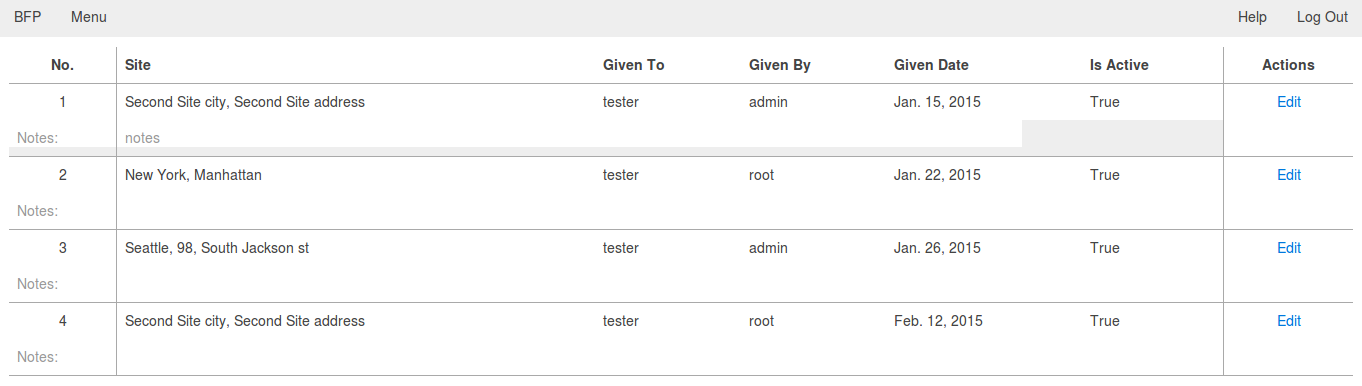 BFP Menu Help Log Out
No. Site Given To Given By Given Date Is Active Actions
1 Second Site city, Second Site address tester admin Jan. 15, 2015 True Edit
Notes: notes
2 New York, Manhattan tester root Jan. 22, 2015 True Edit
Notes:
3 Seattle, 98, South Jackson st tester admin Jan. 26, 2015 True Edit
Notes:
4 Second Site city, Second Site address tester root Feb. 12, 2015 True Edit
Notes: